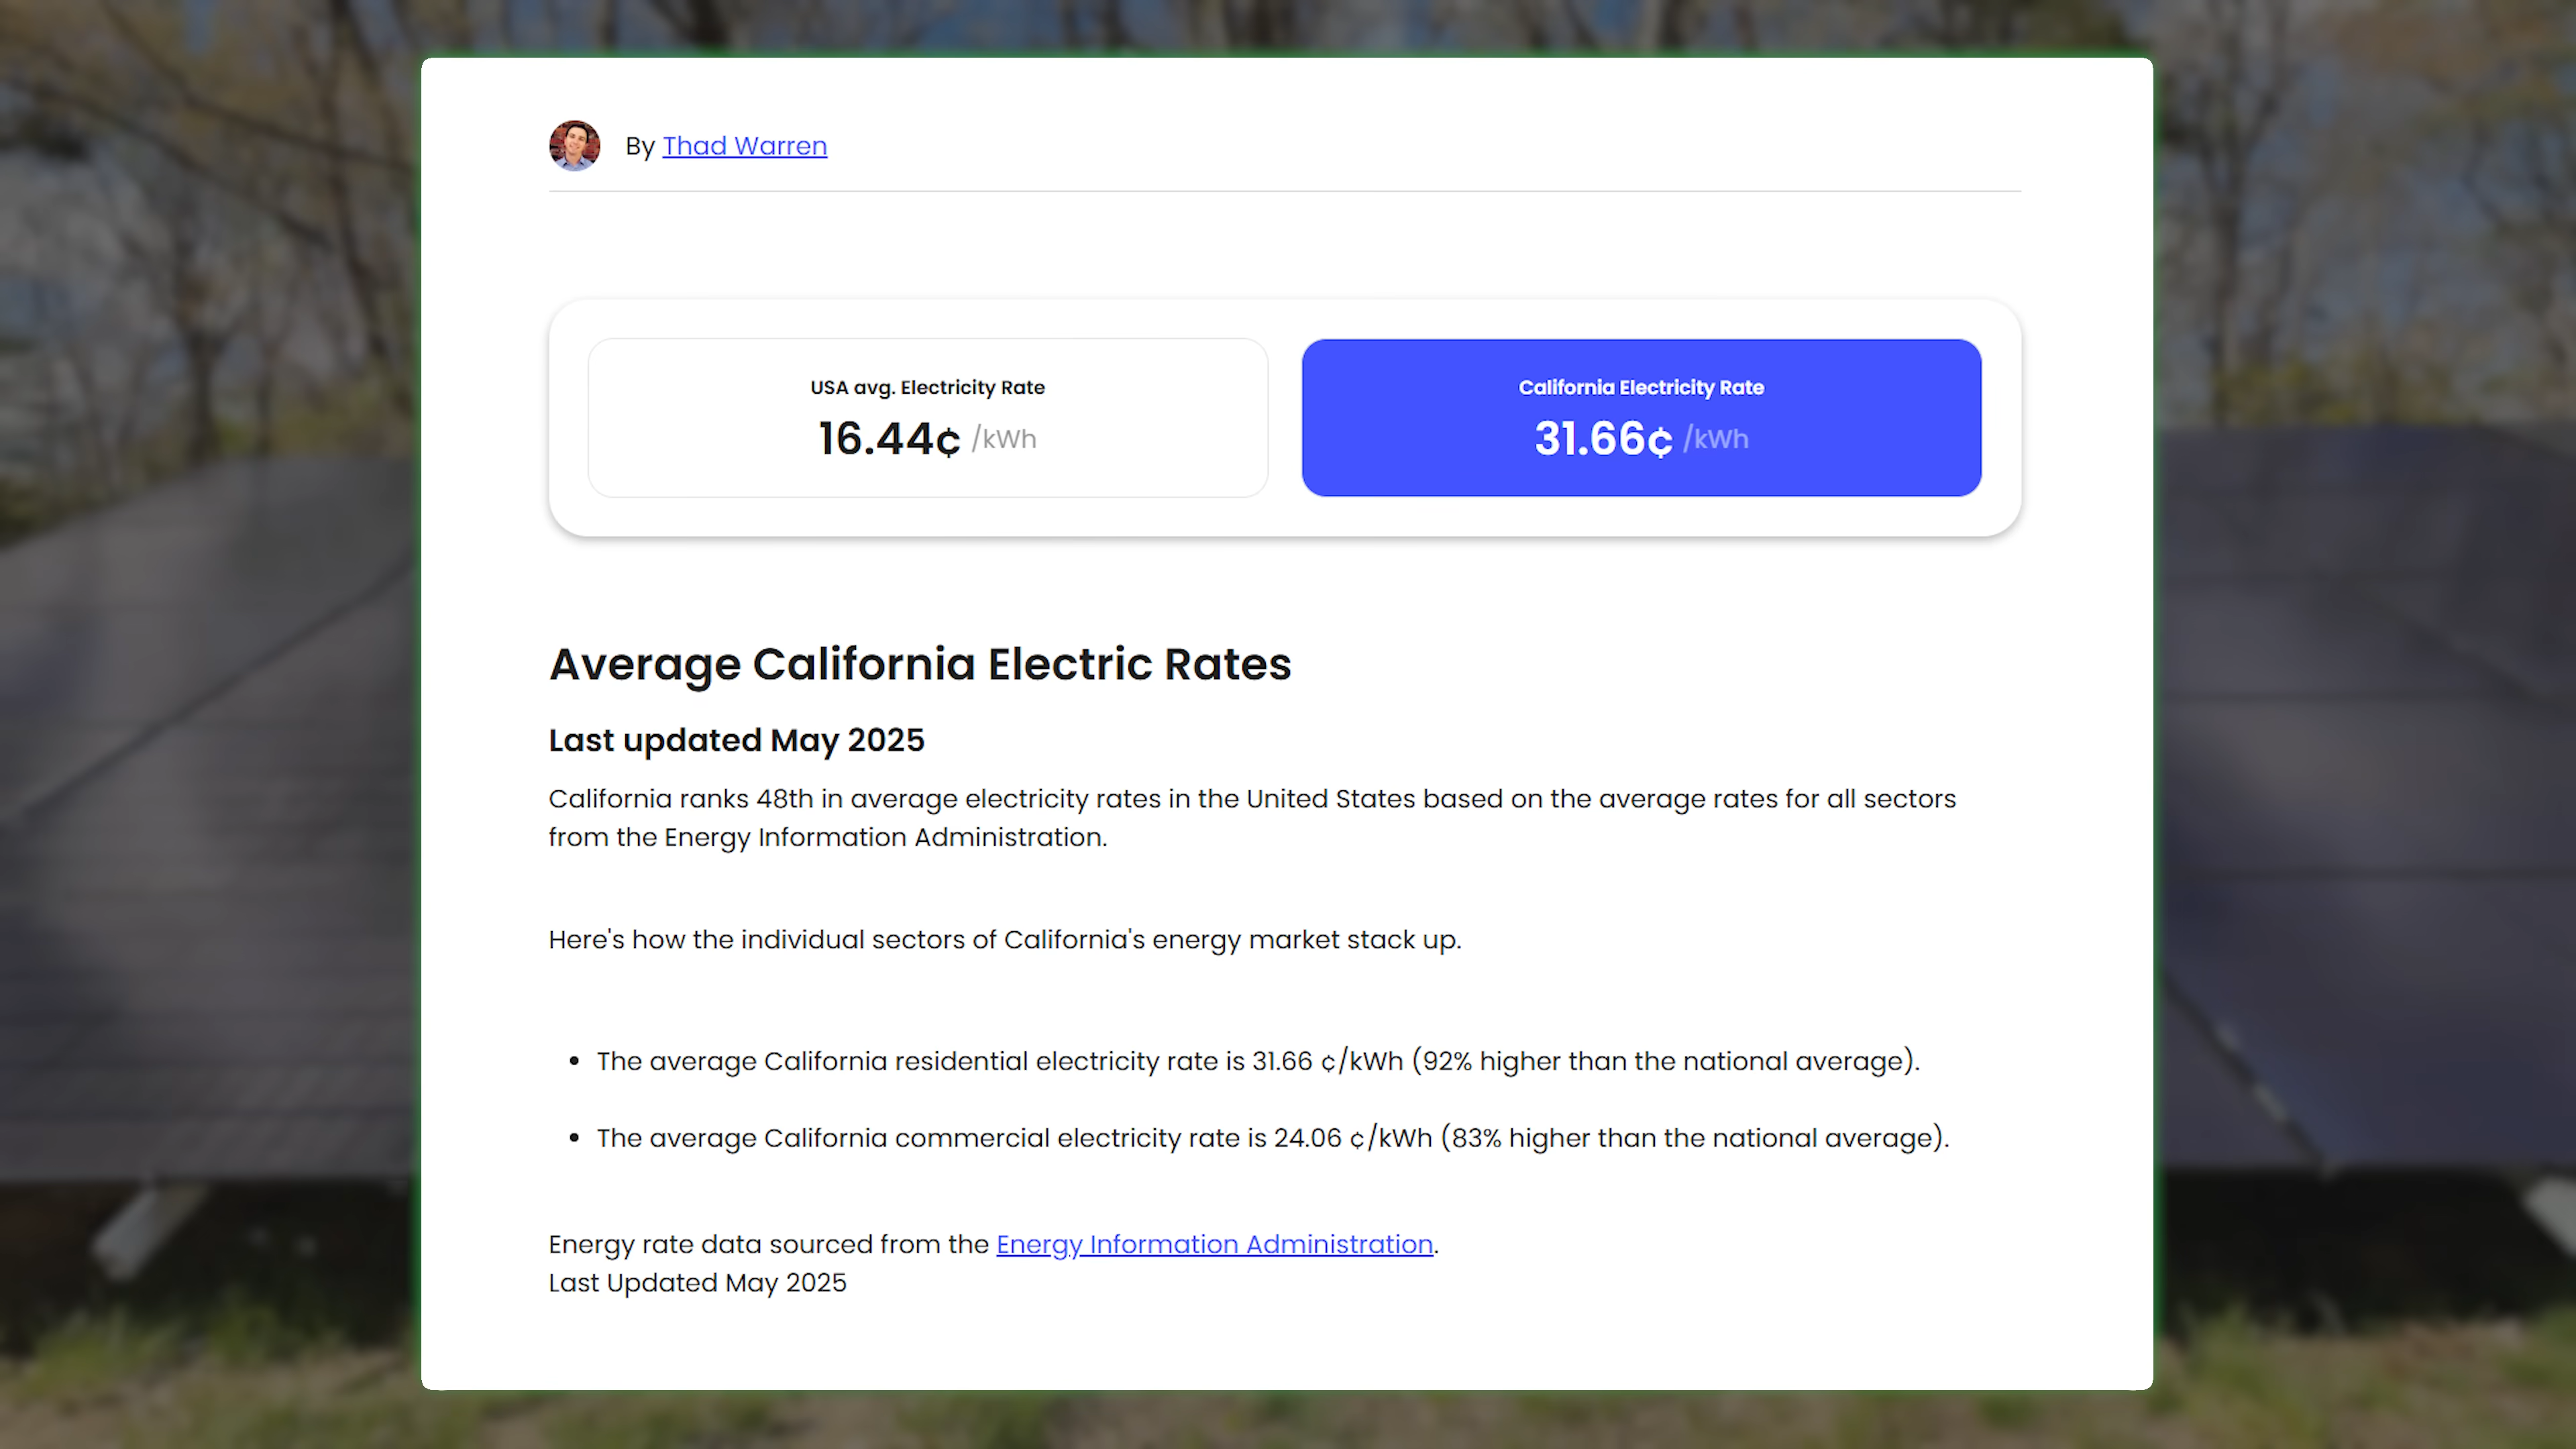 By Thad Warren
USA avg. Electricity Rate
16.44¢ /kWh
California Electricity Rate
31.66¢ /kWh
Average California Electric Rates
Last updated May 2025
California ranks 48th in average electricity rates in the United States based on the average rates for all sectors
from the Energy Information Administration.
Here's how the individual sectors of California's energy market stack up.
• The average California residential electricity rate is 31.66 ¢/kWh (92% higher than the national average).
• The average California commercial electricity rate is 24.06 ¢/kWh (83% higher than the national average).
Energy rate data sourced from the Energy Information Administration.
Last Updated May 2025